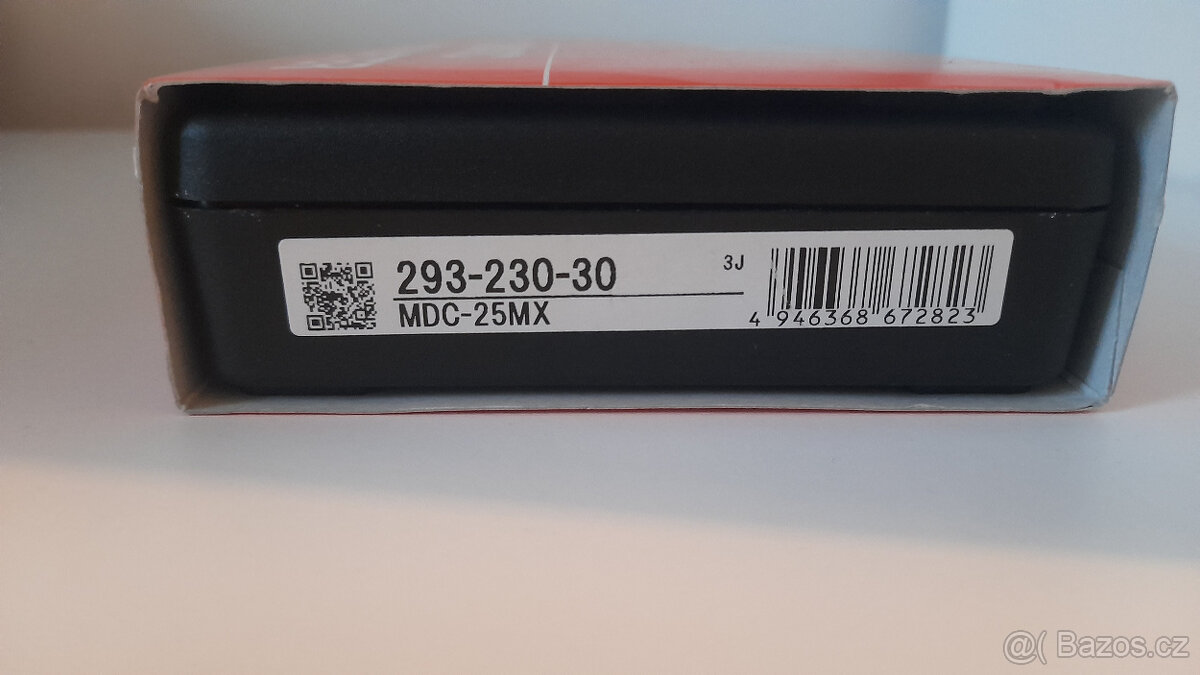 293-230-30
3J
MDC-25MX
4 946368 672823
@( Bazos.cz